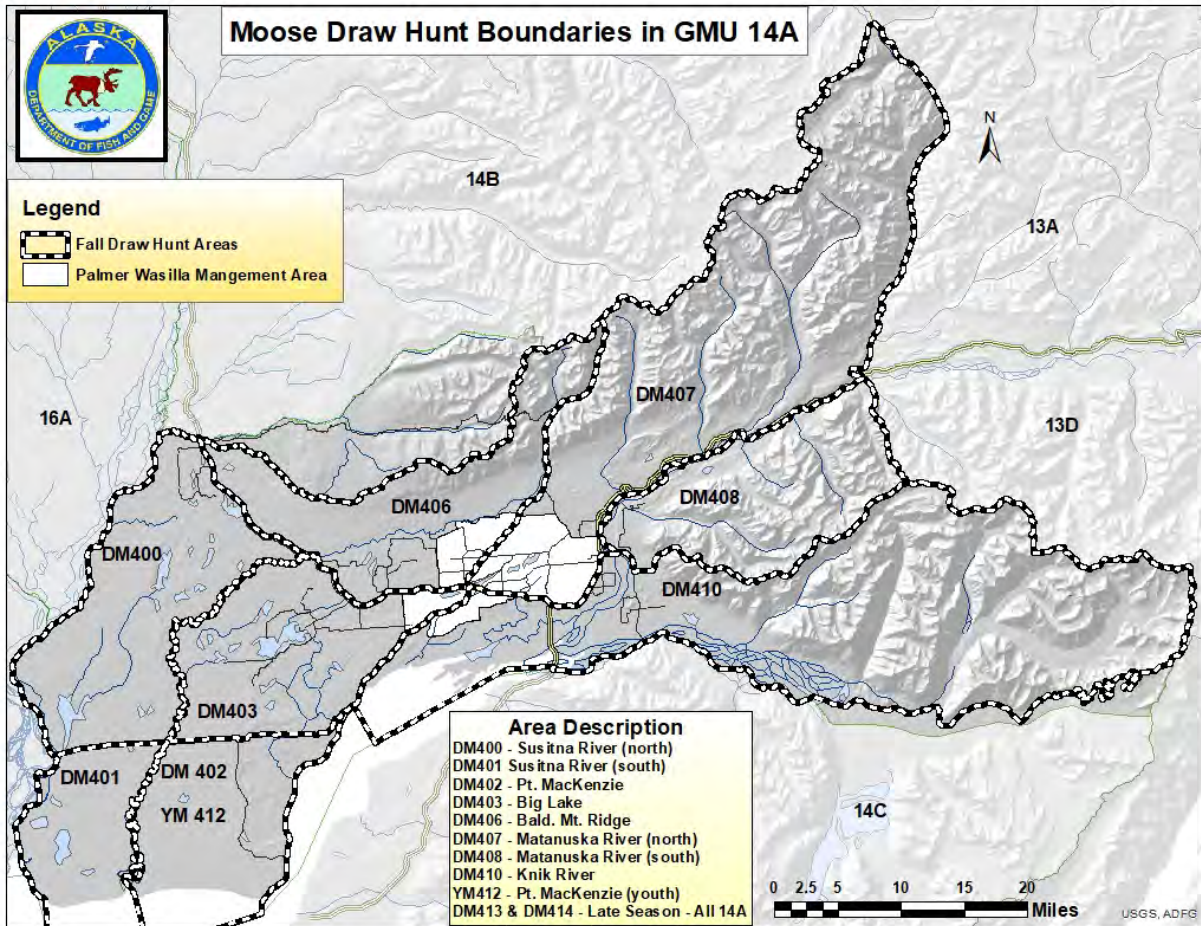 Moose Draw Hunt Boundaries in GMU 14A
ALASKA
DEPARTMENT OF FISH AND GAME
N
14B
Legend
Fall Draw Hunt Areas
Palmer Wasilla Mangement Area
13A
16A
DM407
13D
DM406
DM408
DM400
DM410
DM403
DM401
DM 402
YM 412
14C
Area Description
DM400 - Susitna River (north)
DM401 Susitna River (south)
DM402 - Pt. MacKenzie
DM403 - Big Lake
DM406 - Bald. Mt. Ridge
DM407 - Matanuska River (north)
DM408 - Matanuska River (south)
DM410 - Knik River
YM412 - Pt. MacKenzie (youth)
DM413 & DM414 - Late Season - All 14A
0 2.5 5 10 15 20
Miles
USGS, ADFG